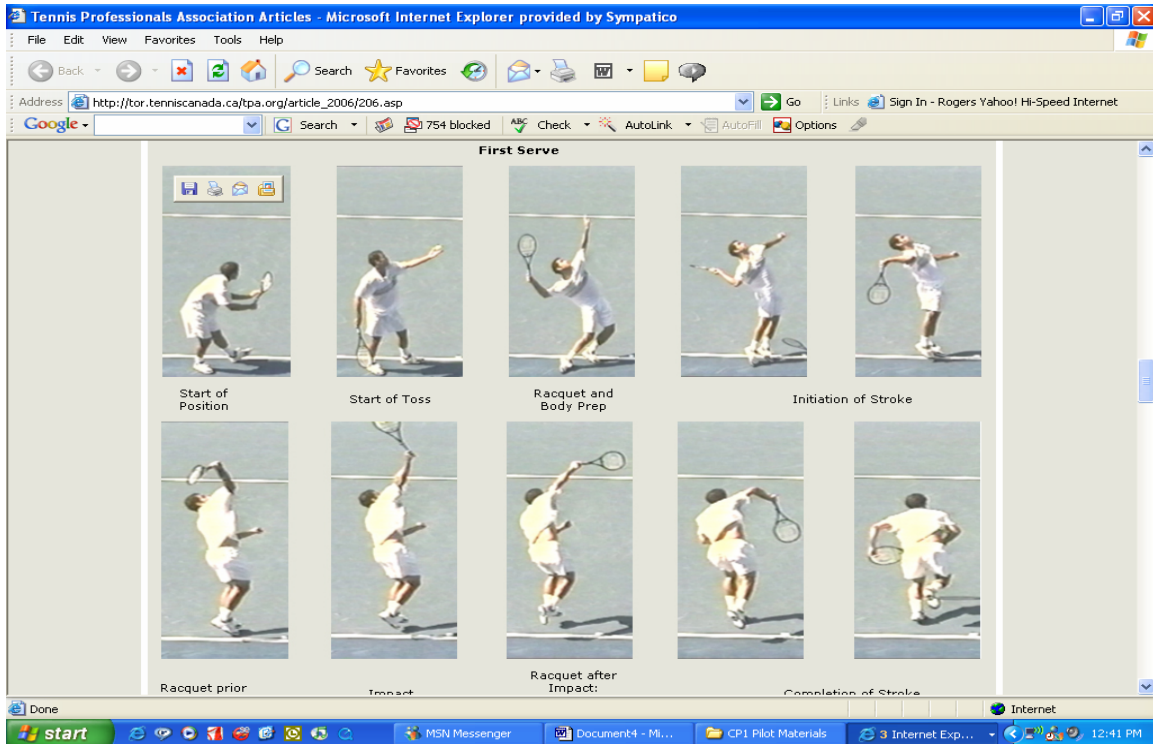 Tennis Professionals Association Articles - Microsoft Internet Explorer provided by Sympatico
File Edit View Favorites Tools Help
Back Search Favorites
Address http://tor.tenniscanada.ca/tpa.org/article_2006/206.asp Go Links Sign In - Rogers Yahoo! Hi-Speed Internet
Google Search 754 blocked Check AutoLink AutoFill Options
First Serve
Start of
Position
Start of Toss
Racquet and
Body Prep
Initiation of Stroke
Racquet prior
Impact
Racquet after
Impact:
Completion of Stroke
Done Internet
start MSN Messenger Document4 - Mi... CP1 Pilot Materials 3 Internet Exp... 12:41 PM